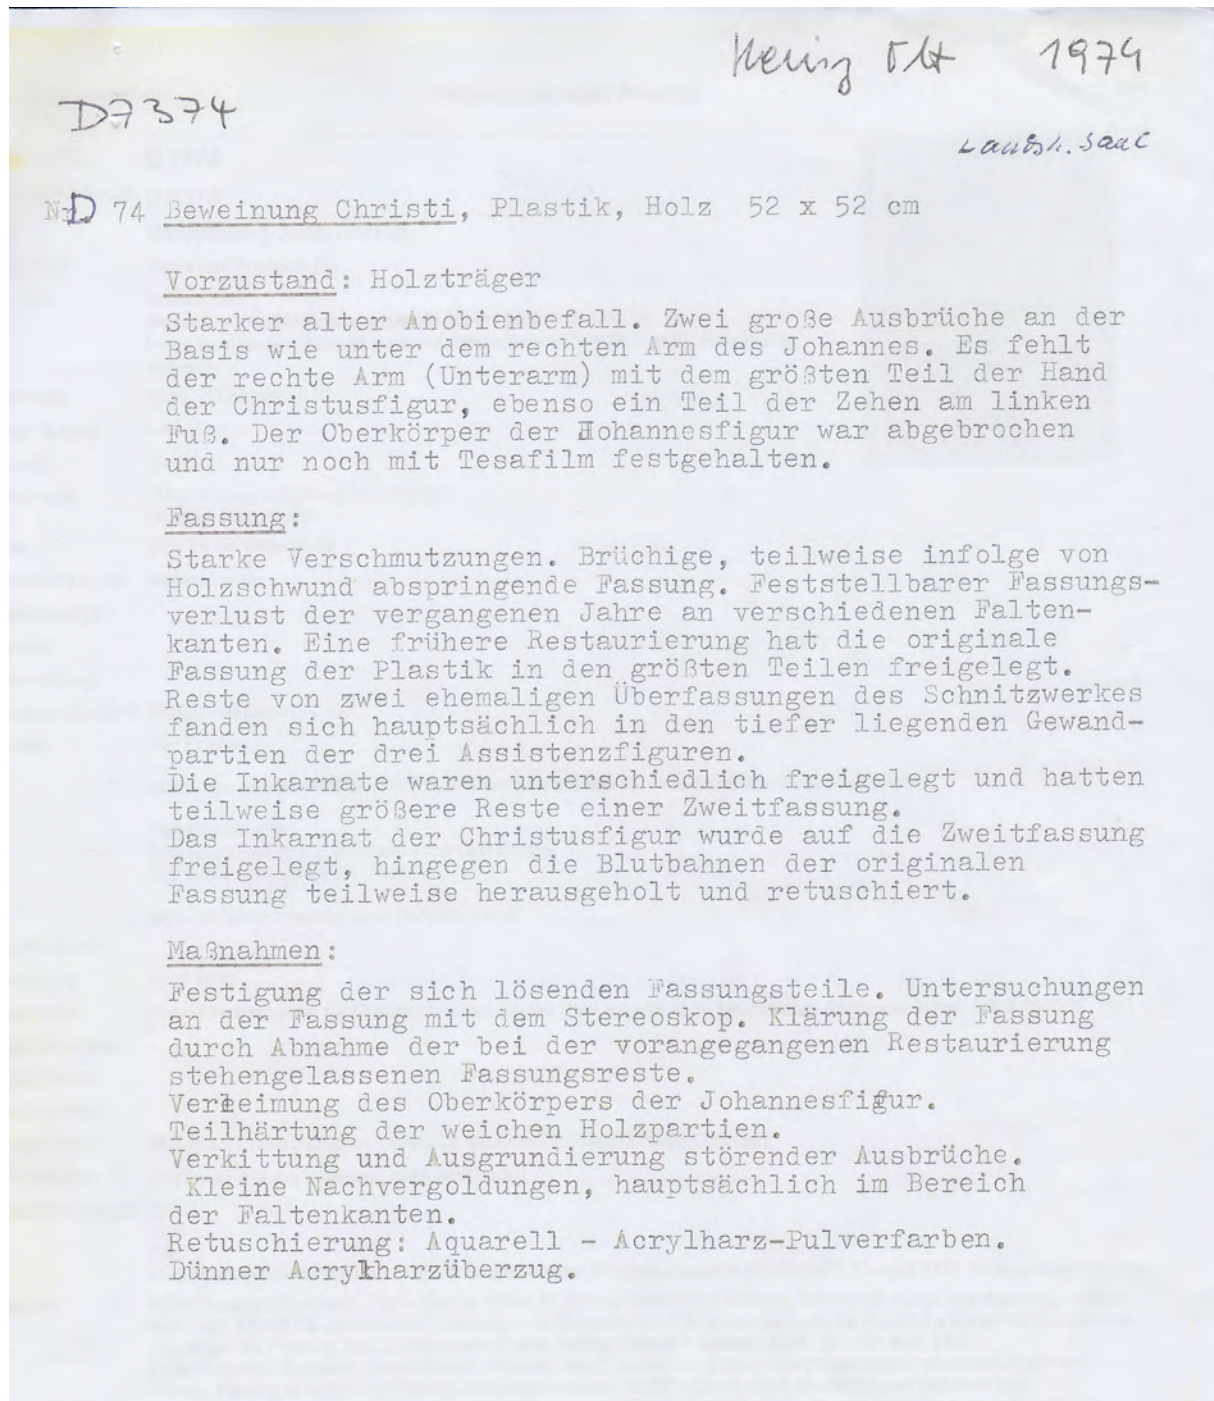 Heinz Olt 1974
D7374
Landsh. Saal
Nr D 74 Beweinung Christi, Plastik, Holz 52 x 52 cm
Vorzustand: Holzträger
Starker alter Anobienbefall. Zwei große Ausbrüche an der
Basis wie unter dem rechten Arm des Johannes. Es fehlt
der rechte Arm (Unterarm) mit dem größten Teil der Hand
der Christusfigur, ebenso ein Teil der Zehen am linken
Fuß. Der Oberkörper der Hohannesfigur war abgebrochen
und nur noch mit Tesafilm festgehalten.
Fassung:
Starke Verschmutzungen. Brüchige, teilweise infolge von
Holzschwund abspringende Fassung. Feststellbarer Fassungs-
verlust der vergangenen Jahre an verschiedenen Falten-
kanten. Eine frühere Restaurierung hat die originale
Fassung der Plastik in den größten Teilen freigelegt.
Reste von zwei ehemaligen Überfassungen des Schnitzwerkes
fanden sich hauptsächlich in den tiefer liegenden Gewand-
partien der drei Assistenzfiguren.
Die Inkarnate waren unterschiedlich freigelegt und hatten
teilweise größere Reste einer Zweitfassung.
Das Inkarnat der Christusfigur wurde auf die Zweitfassung
freigelegt, hingegen die Blutbahnen der originalen
Fassung teilweise herausgeholt und retuschiert.
Maßnahmen:
Festigung der sich lösenden Fassungsteile. Untersuchungen
an der Fassung mit dem Stereoskop. Klärung der Fassung
durch Abnahme der bei der vorangegangenen Restaurierung
stehengelassenen Fassungsreste.
Verleimung des Oberkörpers der Johannesfigur.
Teilhärtung der weichen Holzpartien.
Verkittung und Ausgrundierung störender Ausbrüche.
Kleine Nachvergoldungen, hauptsächlich im Bereich
der Faltenkanten.
Retuschierung: Aquarell - Acrylharz-Pulverfarben.
Dünner Acrylharzüberzug.